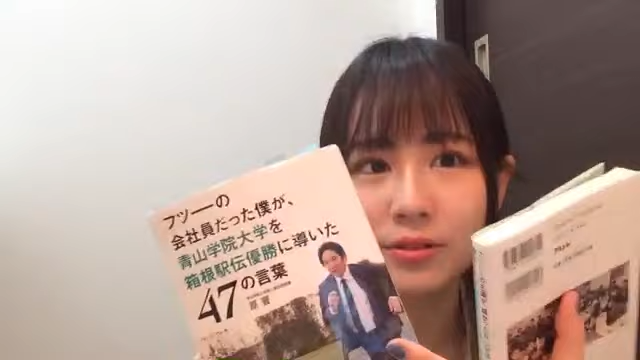 フツーの
会社員だった僕が、
青山学院大学を
箱根駅伝優勝に導いた
47の言葉
原 晋